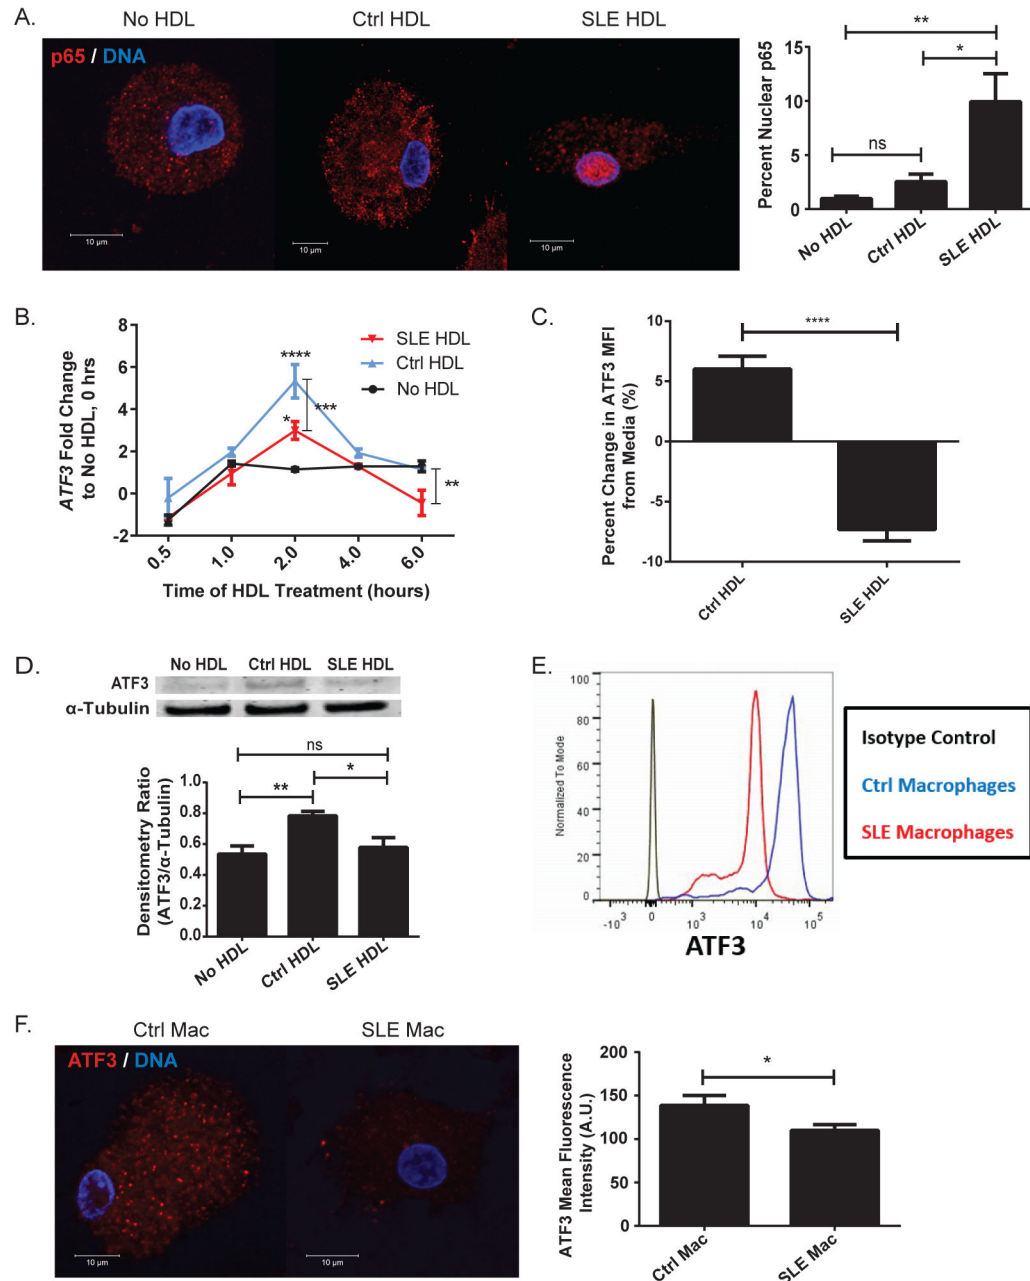 A.
No HDL
Ctrl HDL
SLE HDL
p65 / DNA
10 µm
10 µm
10 µm
Percent Nuclear p65
15
10
5
0
**
*
ns
No HDL
Ctrl HDL
SLE HDL
B.
ATF3 Fold Change
to No HDL, 0 hrs
8
6
4
2
0
-2
SLE HDL
Ctrl HDL
No HDL
****
***
*
**
0.5
1.0
2.0
4.0
6.0
Time of HDL Treatment (hours)
C.
Percent Change in ATF3 MFI
from Media (%)
10
5
0
-5
-10
****
Ctrl HDL
SLE HDL
D.
No HDL
Ctrl HDL
SLE HDL
ATF3
α-Tubulin
Densitometry Ratio
(ATF3/α-Tubulin)
1.0
0.8
0.6
0.4
0.2
0.0
ns
**
*
No HDL
Ctrl HDL
SLE HDL
E.
Normalized To Mode
100
80
60
40
20
0
-10³
0
10³
10⁴
10⁵
ATF3
Isotype Control
Ctrl Macrophages
SLE Macrophages
F.
Ctrl Mac
SLE Mac
ATF3 / DNA
10 µm
10 µm
ATF3 Mean Fluorescence
Intensity (A.U.)
200
150
100
50
0
*
Ctrl Mac
SLE Mac